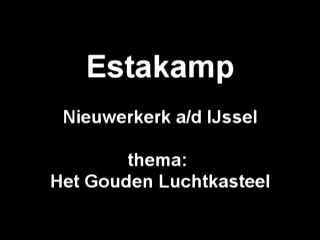 Estakamp
Nieuwerkerk a/d IJssel
thema:
Het Gouden Luchtkasteel